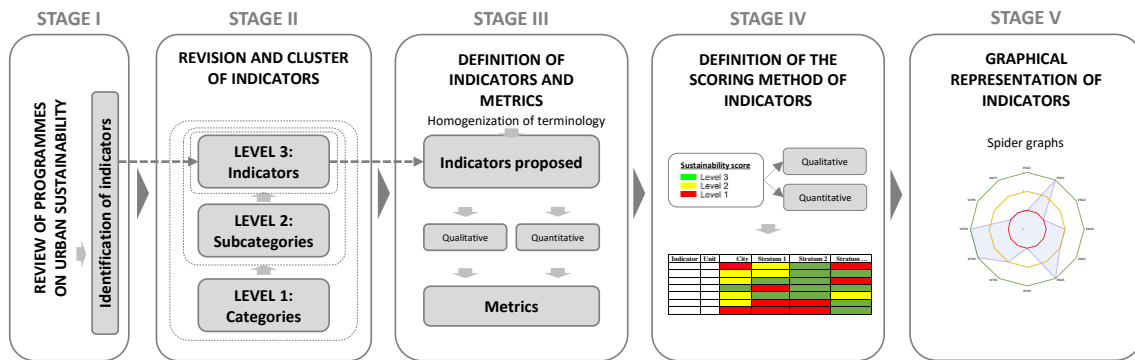 STAGE I
STAGE II
STAGE III
STAGE IV
STAGE V
REVIEW OF PROGRAMMES
ON URBAN SUSTAINABILITY
Identification of indicators
REVISION AND CLUSTER
OF INDICATORS
LEVEL 3:
Indicators
LEVEL 2:
Subcategories
LEVEL 1:
Categories
DEFINITION OF
INDICATORS AND
METRICS
Homogenization of terminology
Indicators proposed
Qualitative
Quantitative
Metrics
DEFINITION OF THE
SCORING METHOD OF
INDICATORS
Sustainability score
Level 3
Level 2
Level 1
Qualitative
Quantitative
Indicator Unit City Stratum 1 Stratum 2 Stratum ...
GRAPHICAL
REPRESENTATION OF
INDICATORS
Spider graphs